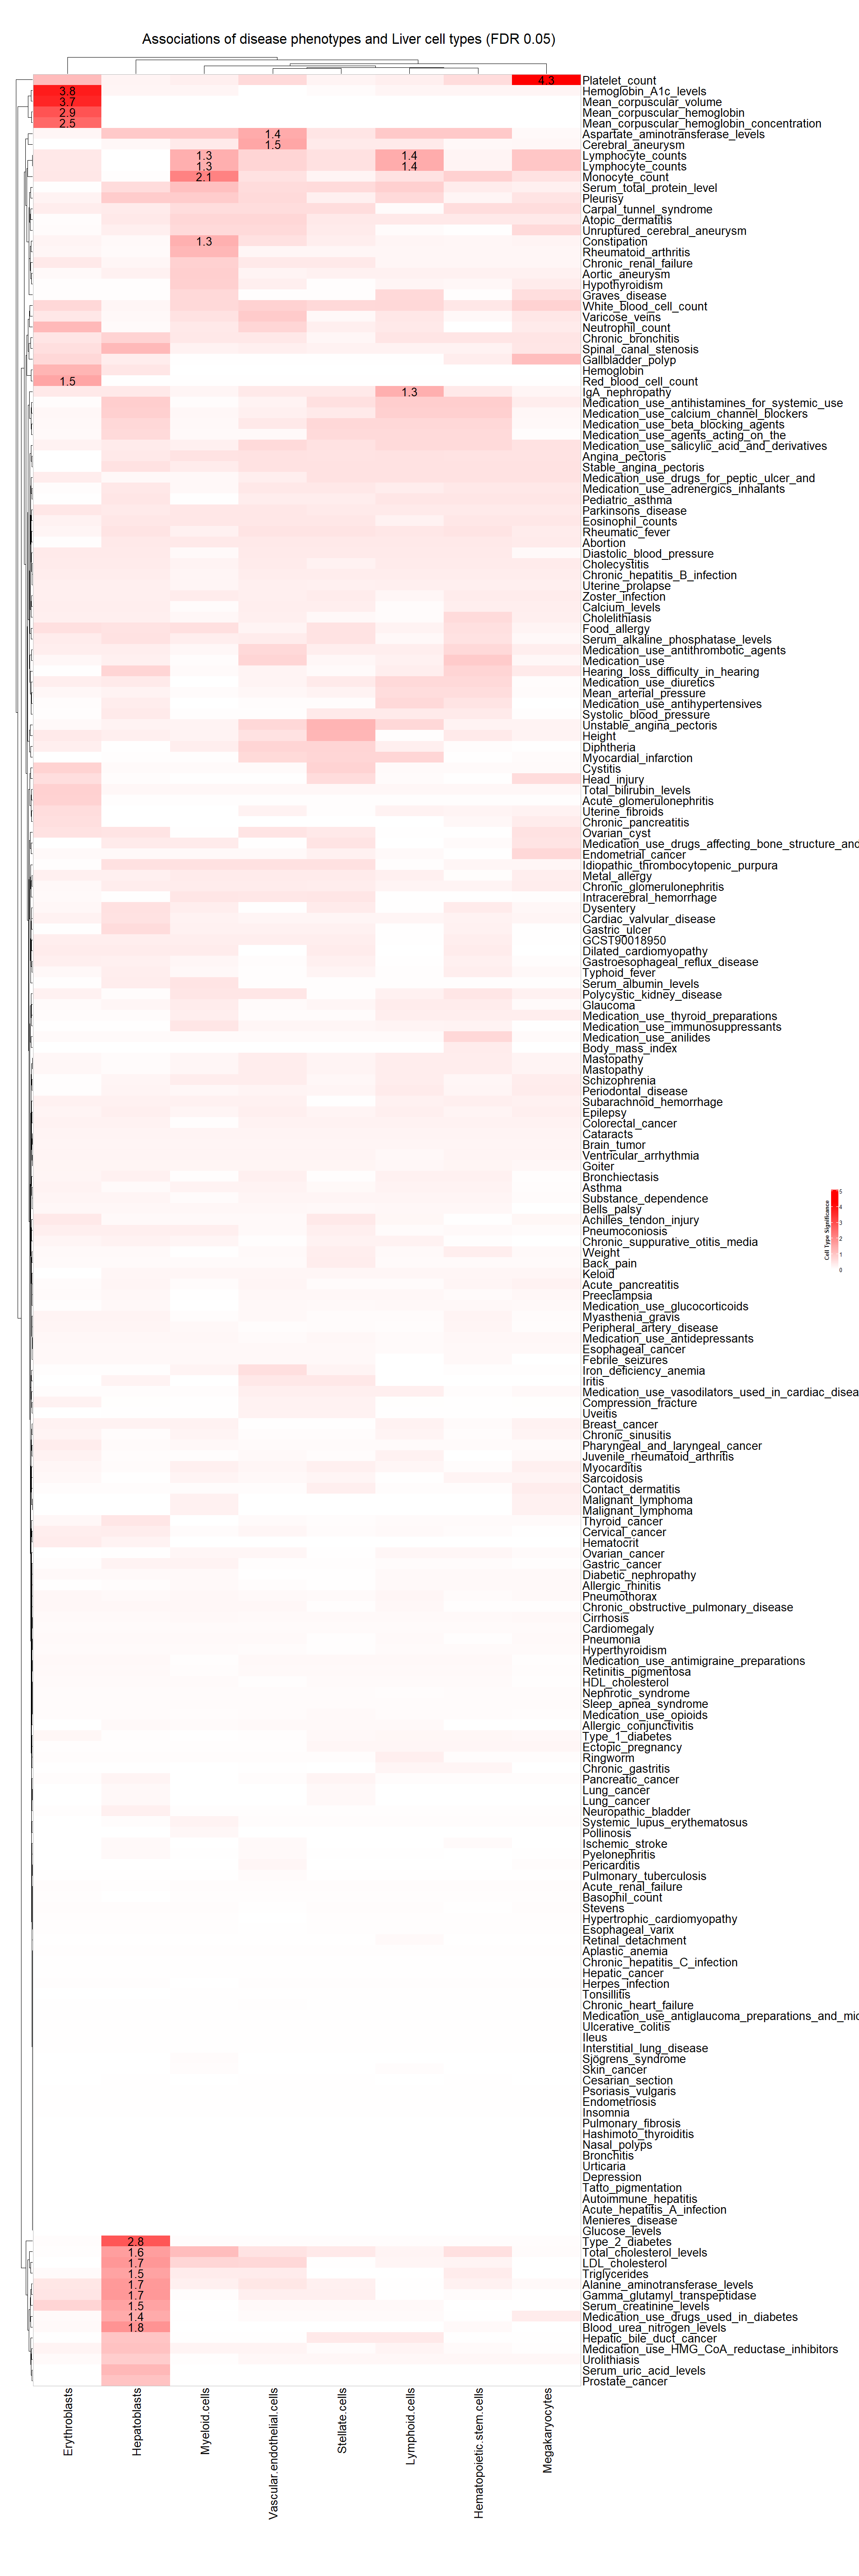 Associations of disease phenotypes and Liver cell types (FDR 0.05)
4.3 Platelet_count
3.8 Hemoglobin_A1c_levels
3.7 Mean_corpuscular_volume
2.9 Mean_corpuscular_hemoglobin
2.5 Mean_corpuscular_hemoglobin_concentration
1.4 Aspartate_aminotransferase_levels
1.5 Cerebral_aneurysm
1.3 1.4 Lymphocyte_counts
1.3 1.4 Lymphocyte_counts
2.1 Monocyte_count
Serum_total_protein_level
Pleurisy
Carpal_tunnel_syndrome
Atopic_dermatitis
Unruptured_cerebral_aneurysm
1.3 Constipation
Rheumatoid_arthritis
Chronic_renal_failure
Aortic_aneurysm
Hypothyroidism
Graves_disease
White_blood_cell_count
Varicose_veins
Neutrophil_count
Chronic_bronchitis
Spinal_canal_stenosis
Gallbladder_polyp
Hemoglobin
1.5 Red_blood_cell_count
1.3 IgA_nephropathy
Medication_use_antihistamines_for_systemic_use
Medication_use_calcium_channel_blockers
Medication_use_beta_blocking_agents
Medication_use_agents_acting_on_the
Medication_use_salicylic_acid_and_derivatives
Angina_pectoris
Stable_angina_pectoris
Medication_use_drugs_for_peptic_ulcer_and
Medication_use_adrenergics_inhalants
Pediatric_asthma
Parkinsons_disease
Eosinophil_counts
Rheumatic_fever
Abortion
Diastolic_blood_pressure
Cholecystitis
Chronic_hepatitis_B_infection
Uterine_prolapse
Zoster_infection
Calcium_levels
Cholelithiasis
Food_allergy
Serum_alkaline_phosphatase_levels
Medication_use_antithrombotic_agents
Medication_use
Hearing_loss_difficulty_in_hearing
Medication_use_diuretics
Mean_arterial_pressure
Medication_use_antihypertensives
Systolic_blood_pressure
Unstable_angina_pectoris
Height
Diphtheria
Myocardial_infarction
Cystitis
Head_injury
Total_bilirubin_levels
Acute_glomerulonephritis
Uterine_fibroids
Chronic_pancreatitis
Ovarian_cyst
Medication_use_drugs_affecting_bone_structure_and
Endometrial_cancer
Idiopathic_thrombocytopenic_purpura
Metal_allergy
Chronic_glomerulonephritis
Intracerebral_hemorrhage
Dysentery
Cardiac_valvular_disease
Gastric_ulcer
GCST90018950
Dilated_cardiomyopathy
Gastroesophageal_reflux_disease
Typhoid_fever
Serum_albumin_levels
Polycystic_kidney_disease
Glaucoma
Medication_use_thyroid_preparations
Medication_use_immunosuppressants
Medication_use_anilides
Body_mass_index
Mastopathy
Mastopathy
Schizophrenia
Periodontal_disease
Subarachnoid_hemorrhage
Epilepsy
Colorectal_cancer
Cataracts
Brain_tumor
Ventricular_arrhythmia
Goiter
Bronchiectasis
Asthma
Substance_dependence
Bells_palsy
Achilles_tendon_injury
Pneumoconiosis
Chronic_suppurative_otitis_media
Weight
Back_pain
Keloid
Acute_pancreatitis
Preeclampsia
Medication_use_glucocorticoids
Myasthenia_gravis
Peripheral_artery_disease
Medication_use_antidepressants
Esophageal_cancer
Febrile_seizures
Iron_deficiency_anemia
Iritis
Medication_use_vasodilators_used_in_cardiac_disea
Compression_fracture
Uveitis
Breast_cancer
Chronic_sinusitis
Pharyngeal_and_laryngeal_cancer
Juvenile_rheumatoid_arthritis
Myocarditis
Sarcoidosis
Contact_dermatitis
Malignant_lymphoma
Malignant_lymphoma
Thyroid_cancer
Cervical_cancer
Hematocrit
Ovarian_cancer
Gastric_cancer
Diabetic_nephropathy
Allergic_rhinitis
Pneumothorax
Chronic_obstructive_pulmonary_disease
Cirrhosis
Cardiomegaly
Pneumonia
Hyperthyroidism
Medication_use_antimigraine_preparations
Retinitis_pigmentosa
HDL_cholesterol
Nephrotic_syndrome
Sleep_apnea_syndrome
Medication_use_opioids
Allergic_conjunctivitis
Type_1_diabetes
Ectopic_pregnancy
Ringworm
Chronic_gastritis
Pancreatic_cancer
Lung_cancer
Lung_cancer
Neuropathic_bladder
Systemic_lupus_erythematosus
Pollinosis
Ischemic_stroke
Pyelonephritis
Pericarditis
Pulmonary_tuberculosis
Acute_renal_failure
Basophil_count
Stevens
Hypertrophic_cardiomyopathy
Esophageal_varix
Retinal_detachment
Aplastic_anemia
Chronic_hepatitis_C_infection
Hepatic_cancer
Herpes_infection
Tonsillitis
Chronic_heart_failure
Medication_use_antiglaucoma_preparations_and_mio
Ulcerative_colitis
Ileus
Interstitial_lung_disease
Sjögrens_syndrome
Skin_cancer
Cesarian_section
Psoriasis_vulgaris
Endometriosis
Insomnia
Pulmonary_fibrosis
Hashimoto_thyroiditis
Nasal_polyps
Bronchitis
Urticaria
Depression
Tatto_pigmentation
Autoimmune_hepatitis
Acute_hepatitis_A_infection
Menieres_disease
Glucose_levels
2.8 Type_2_diabetes
1.6 Total_cholesterol_levels
1.7 LDL_cholesterol
1.5 Triglycerides
1.7 Alanine_aminotransferase_levels
1.7 Gamma_glutamyl_transpeptidase
1.5 Serum_creatinine_levels
1.4 Medication_use_drugs_used_in_diabetes
1.8 Blood_urea_nitrogen_levels
Hepatic_bile_duct_cancer
Medication_use_HMG_CoA_reductase_inhibitors
Urolithiasis
Serum_uric_acid_levels
Prostate_cancer
Erythroblasts
Hepatoblasts
Myeloid.cells
Vascular.endothelial.cells
Stellate.cells
Lymphoid.cells
Hematopoietic.stem.cells
Megakaryocytes
Cell Type Significance
5
4
3
2
1
0